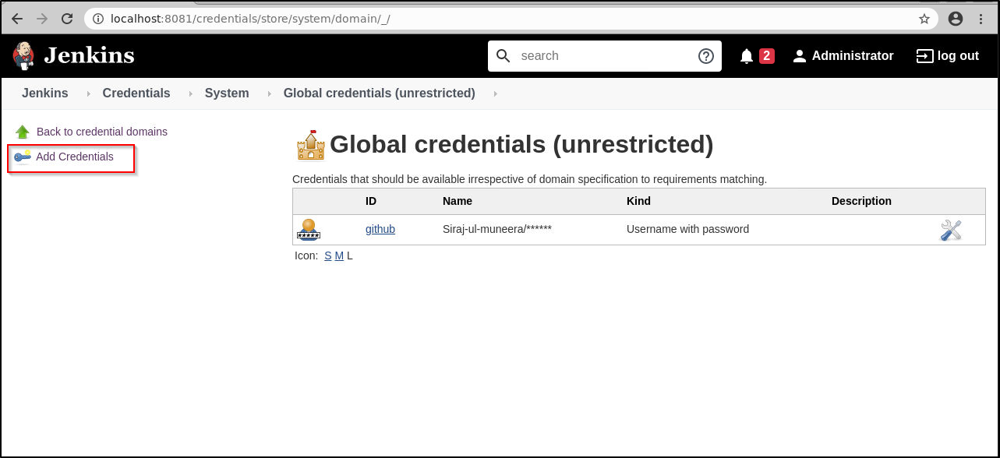 localhost:8081/credentials/store/system/domain/_/
Jenkins search 2 Administrator log out
Jenkins Credentials System Global credentials (unrestricted)
Back to credential domains
Add Credentials
Global credentials (unrestricted)
Credentials that should be available irrespective of domain specification to requirements matching.
ID Name Kind Description
github Siraj-ul-muneera/****** Username with password
Icon: S M L